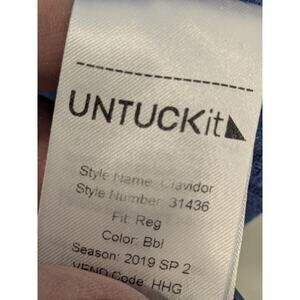 UNTUCKit
Style Name: Clavidor
Style Number: 31436
Fit: Reg
Color: Bbl
Season: 2019 SP 2
VEND Code: HHG